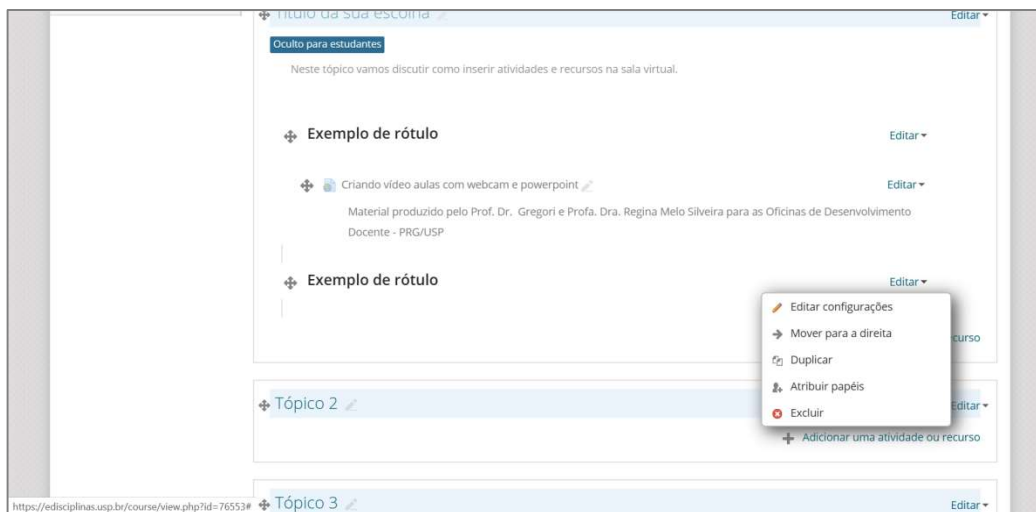 Título da sua escolha
Editar
Oculto para estudantes
Neste tópico vamos discutir como inserir atividades e recursos na sala virtual.
Exemplo de rótulo
Editar
Criando vídeo aulas com webcam e powerpoint
Editar
Material produzido pelo Prof. Dr. Gregori e Profa. Dra. Regina Melo Silveira para as Oficinas de Desenvolvimento
Docente - PRG/USP
Exemplo de rótulo
Editar
Editar configurações
Mover para a direita
curso
Duplicar
Atribuir papéis
Excluir
Tópico 2
Editar
Adicionar uma atividade ou recurso
https://edisciplinas.usp.br/course/view.php?id=76553#
Tópico 3
Editar